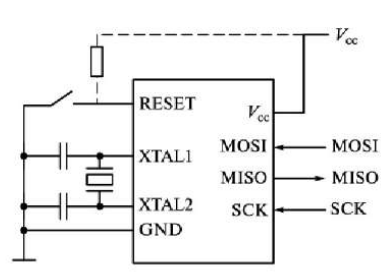 Vcc
RESET
Vcc
MOSI MOSI
XTAL1
MISO MISO
XTAL2
SCK SCK
GND